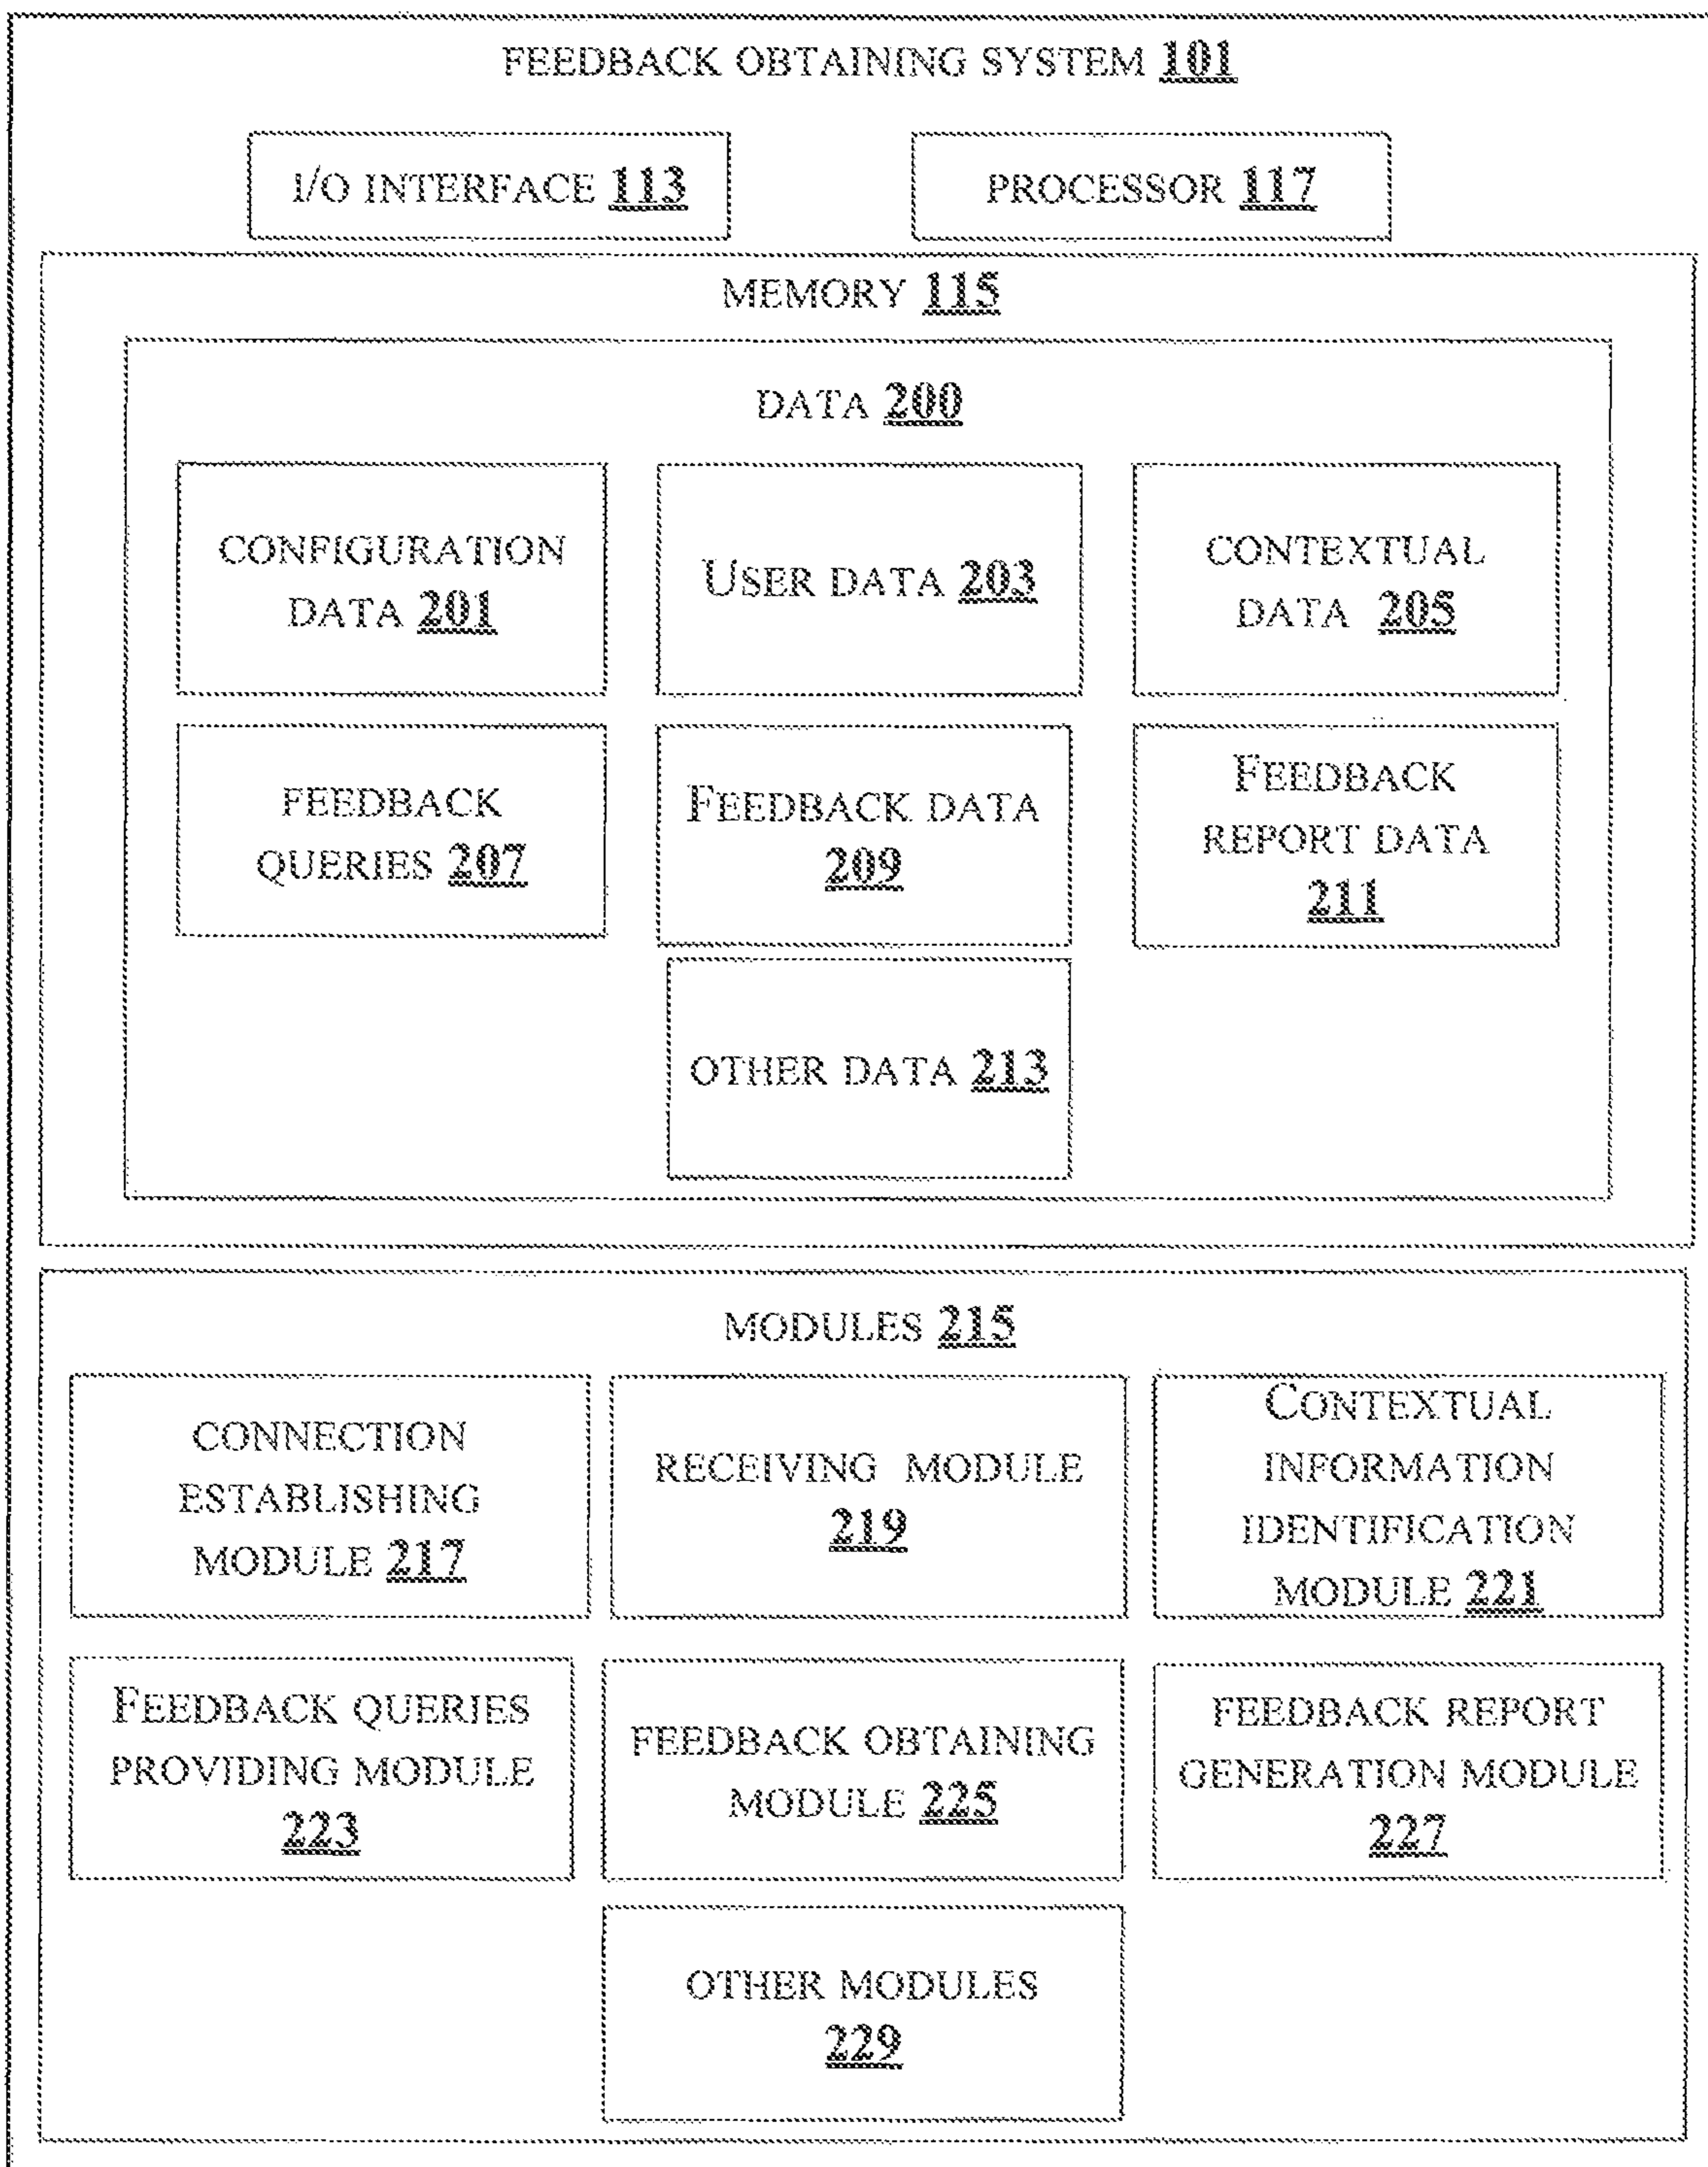 FEEDBACK OBTAINING SYSTEM 101
I/O INTERFACE 113
PROCESSOR 117
MEMORY 115
DATA 200
CONFIGURATION
DATA 201
USER DATA 203
CONTEXTUAL
DATA 205
FEEDBACK
QUERIES 207
FEEDBACK DATA
209
FEEDBACK
REPORT DATA
211
OTHER DATA 213
MODULES 215
CONNECTION
ESTABLISHING
MODULE 217
RECEIVING MODULE
219
CONTEXTUAL
INFORMATION
IDENTIFICATION
MODULE 221
FEEDBACK QUERIES
PROVIDING MODULE
223
FEEDBACK OBTAINING
MODULE 225
FEEDBACK REPORT
GENERATION MODULE
227
OTHER MODULES
229